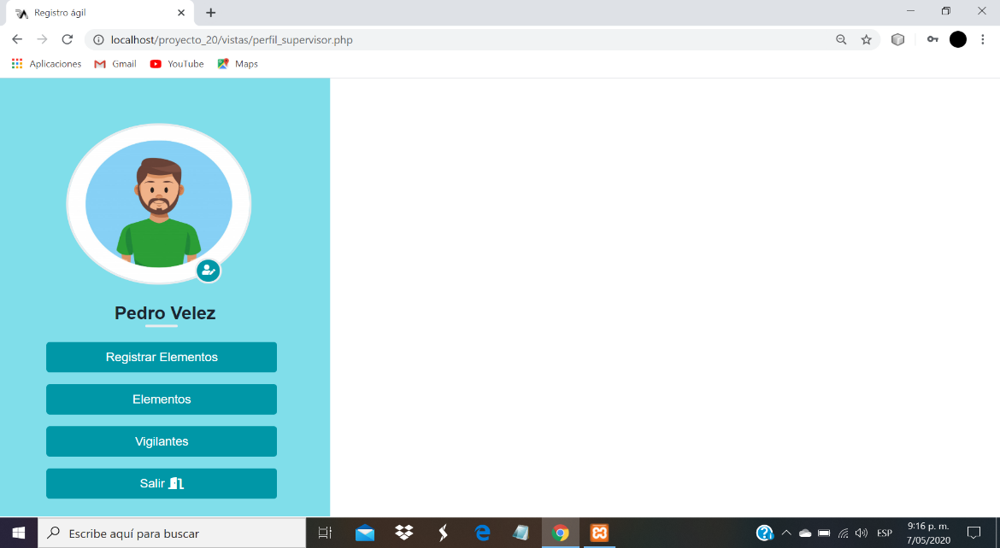 Registro ágil
localhost/proyecto_20/vistas/perfil_supervisor.php
Aplicaciones Gmail YouTube Maps
Pedro Velez
Registrar Elementos
Elementos
Vigilantes
Salir
Escribe aquí para buscar
ESP
9:16 p. m.
7/05/2020